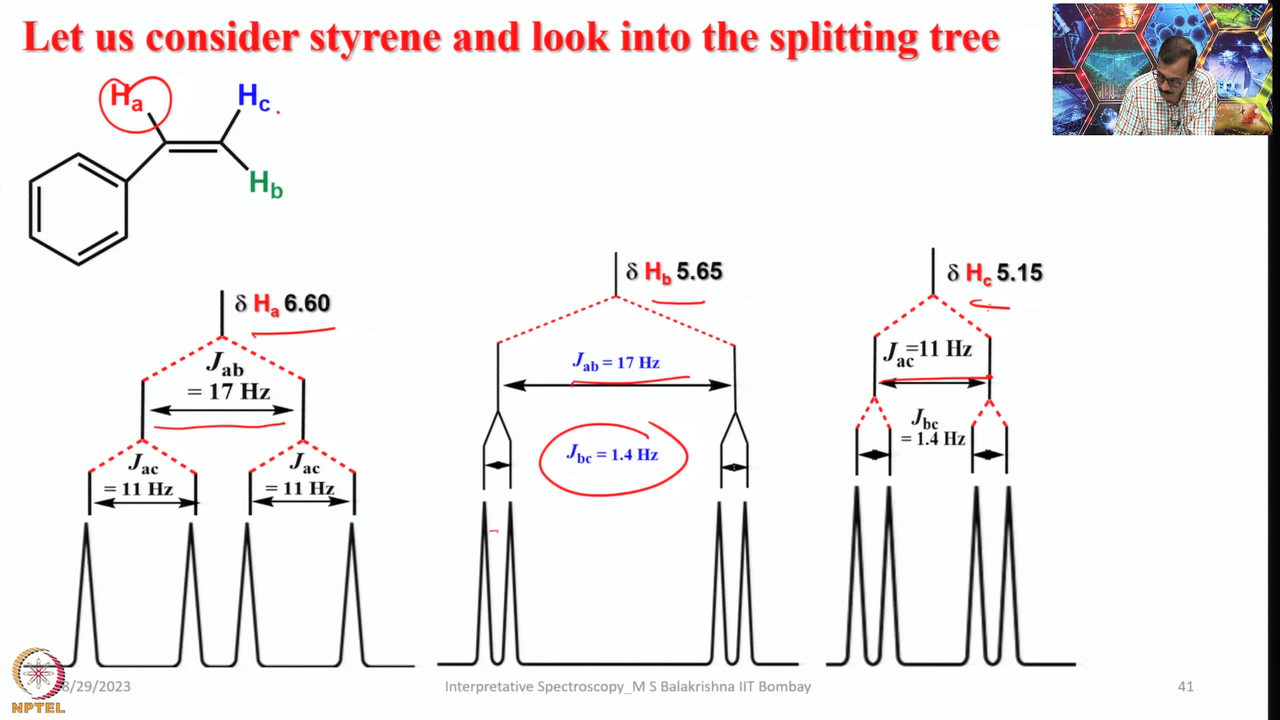 Let us consider styrene and look into the splitting tree
Ha
Hc
Hb
δ Ha 6.60
Jab
= 17 Hz
Jac
= 11 Hz
Jac
= 11 Hz
δ Hb 5.65
Jab = 17 Hz
Jbc = 1.4 Hz
δ Hc 5.15
Jac=11 Hz
Jbc
= 1.4 Hz
8/29/2023
Interpretative Spectroscopy_M S Balakrishna IIT Bombay
41
NPTEL